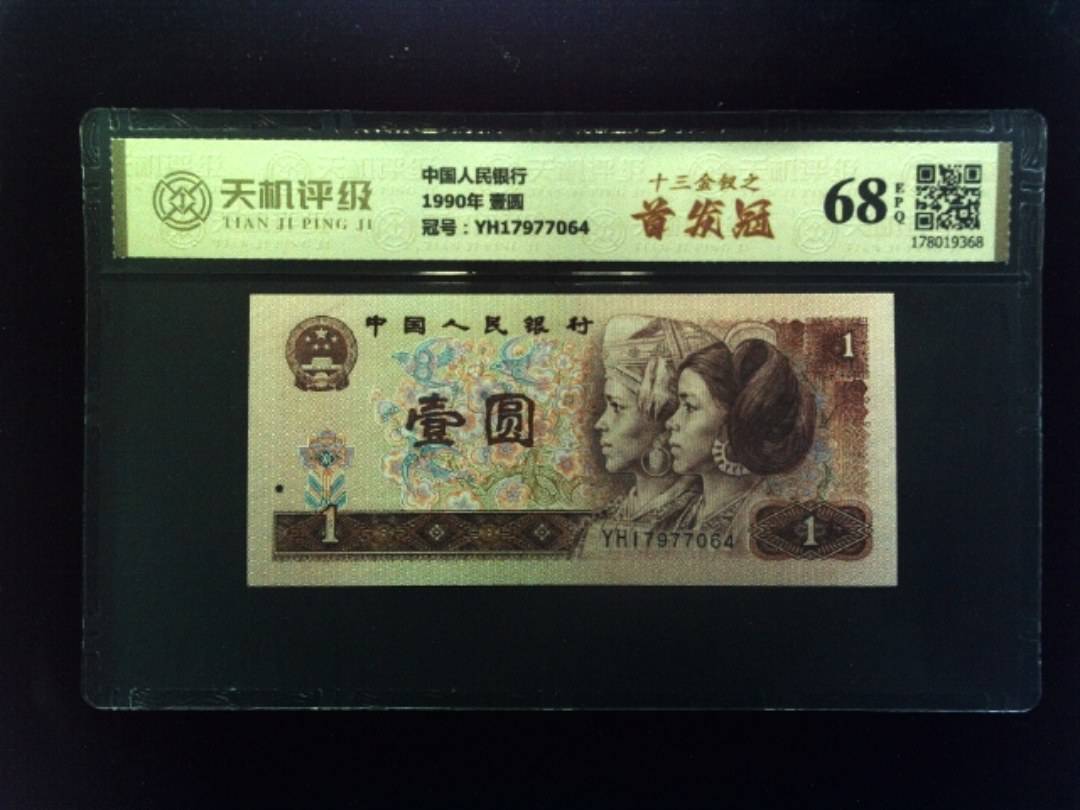 天机评级
TIAN JI PING JI
中国人民银行
1990年 壹圆
冠号：YH17977064
十三金钗之
首发冠
68
EPQ
178019368
中国人民银行
1
壹圆
1
YH17977064
1